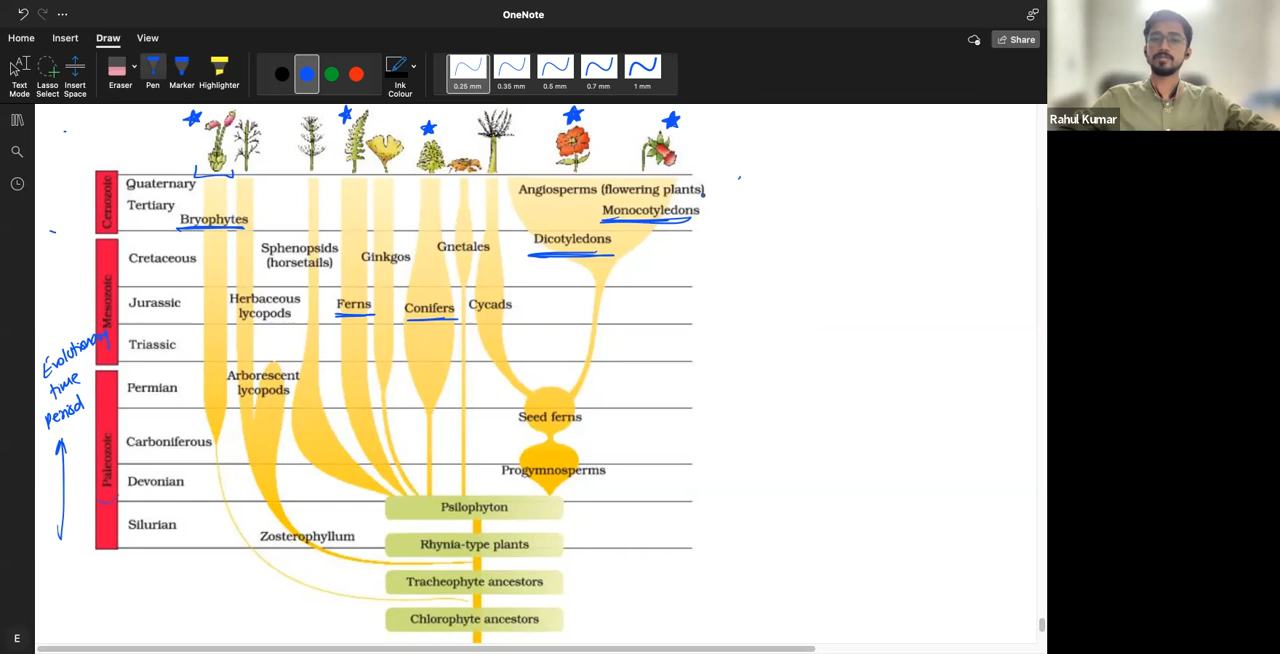 OneNote
Home Insert Draw View
Share
Text Mode
Lasso Select
Insert Space
Eraser
Pen
Marker
Highlighter
0.25 mm
0.35 mm
0.5 mm
0.7 mm
1 mm
Ink Colour
Rahul Kumar
Cenozoic
Quaternary
Angiosperms (flowering plants)
Tertiary
Bryophytes
Monocotyledons
Mesozoic
Dicotyledons
Cretaceous
Sphenopsids
(horsetails)
Ginkgos
Gnetales
Jurassic
Herbaceous
lycopods
Ferns
Conifers
Cycads
Triassic
Evolutionary
time
period
Permian
Arborescent
lycopods
Seed ferns
Paleozoic
Carboniferous
Progymnosperms
Devonian
Psilophyton
Silurian
Zosterophyllum
Rhynia-type plants
Tracheophyte ancestors
Chlorophyte ancestors
E